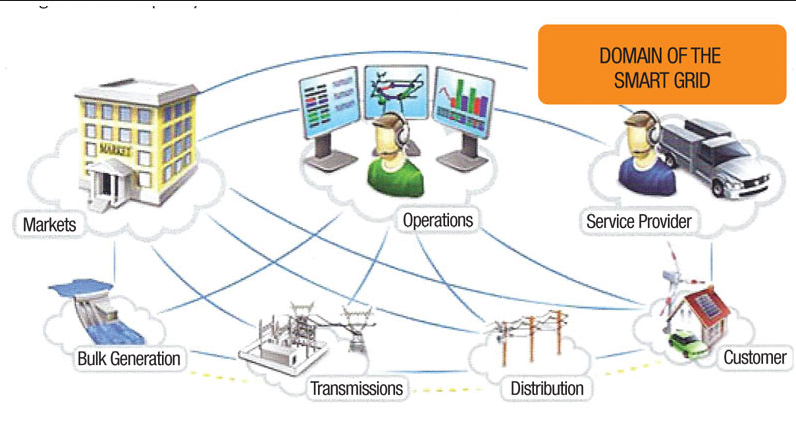 DOMAIN OF THE
SMART GRID
MARKET
Markets
Operations
Service Provider
Bulk Generation
Transmissions
Distribution
Customer